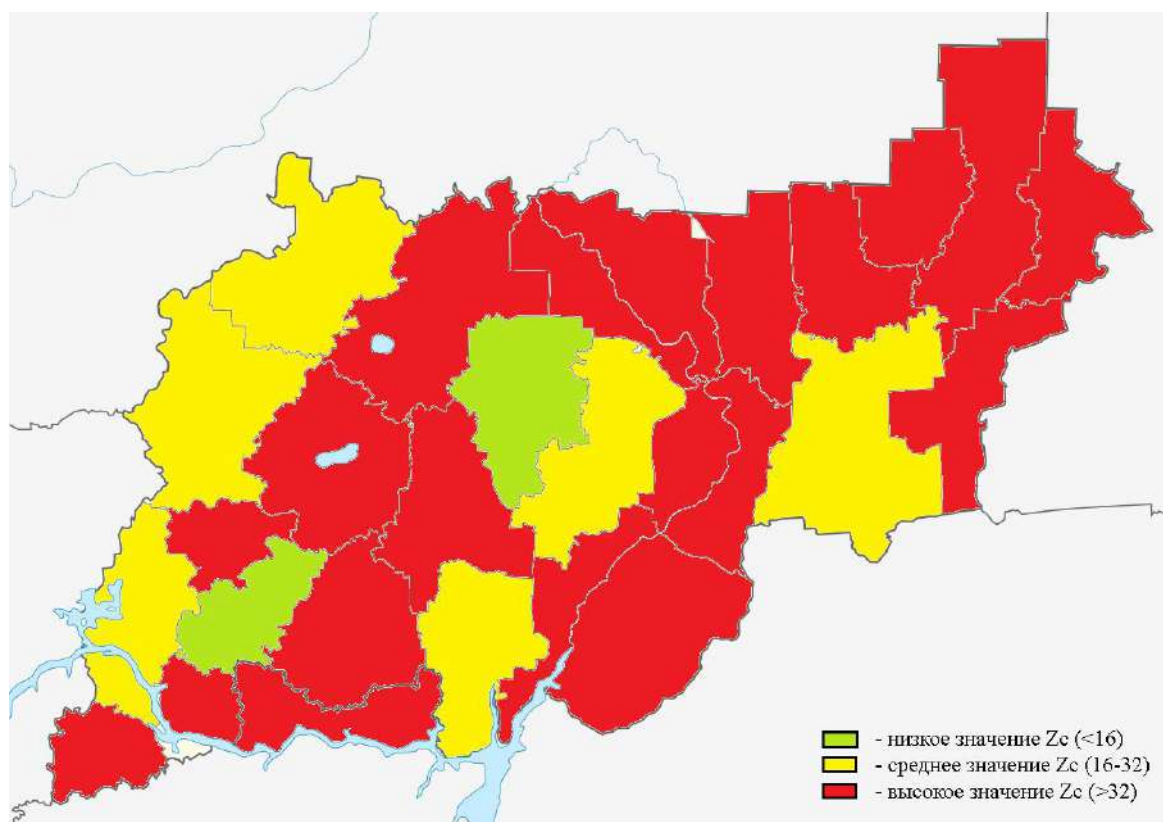 - низкое значение Zc (<16)
- среднее значение Zc (16-32)
- высокое значение Zc (>32)